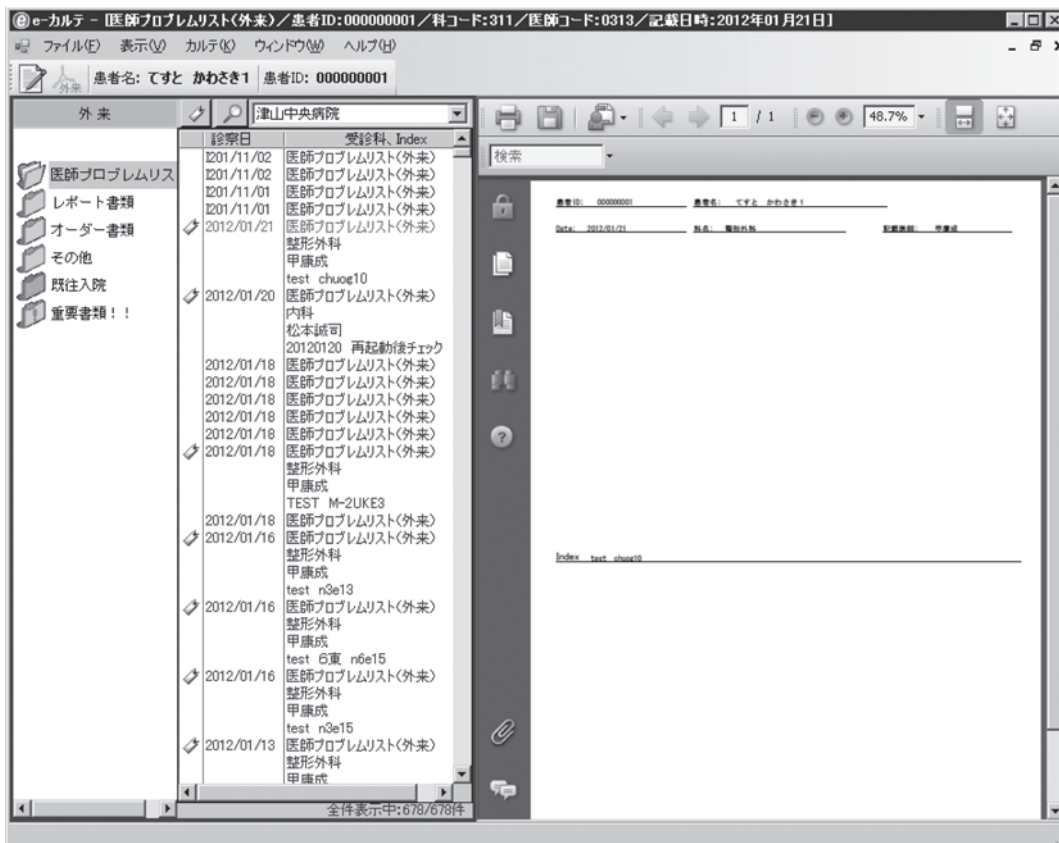 e-カルテ - [医師プロブレムリスト(外来)/患者ID:000000001/科コード:311/医師コード:0313/記載日時:2012年01月21日]
ファイル(F) 表示(V) カルテ(K) ウィンドウ(W) ヘルプ(H)
外来 患者名: てすと かわさき1 患者ID: 000000001
外来 津山中央病院
1 / 1 48.7%
検索
診察日 受診科、Index
医師プロブレムリス
レポート書類
オーダー書類
その他
既往入院
重要書類!!
I201/11/02 医師プロブレムリスト(外来)
I201/11/02 医師プロブレムリスト(外来)
I201/11/01 医師プロブレムリスト(外来)
I201/11/01 医師プロブレムリスト(外来)
2012/01/21 医師プロブレムリスト(外来)
整形外科
甲康成
test chuog10
2012/01/20 医師プロブレムリスト(外来)
内科
松本誠司
20120120 再起動後チェック
2012/01/18 医師プロブレムリスト(外来)
2012/01/18 医師プロブレムリスト(外来)
2012/01/18 医師プロブレムリスト(外来)
2012/01/18 医師プロブレムリスト(外来)
2012/01/18 医師プロブレムリスト(外来)
2012/01/18 医師プロブレムリスト(外来)
整形外科
甲康成
TEST M-2UKE3
2012/01/18 医師プロブレムリスト(外来)
2012/01/16 医師プロブレムリスト(外来)
整形外科
甲康成
test n3e13
2012/01/16 医師プロブレムリスト(外来)
整形外科
甲康成
test 6東 n6e15
2012/01/16 医師プロブレムリスト(外来)
整形外科
甲康成
test n3e15
2012/01/13 医師プロブレムリスト(外来)
整形外科
甲康成
全件表示中:678/678件
患者ID: 000000001 患者名: てすと かわさき1
Date: 2012/01/21 科名: 整形外科 記載医師: 甲康成
Index test chuog10